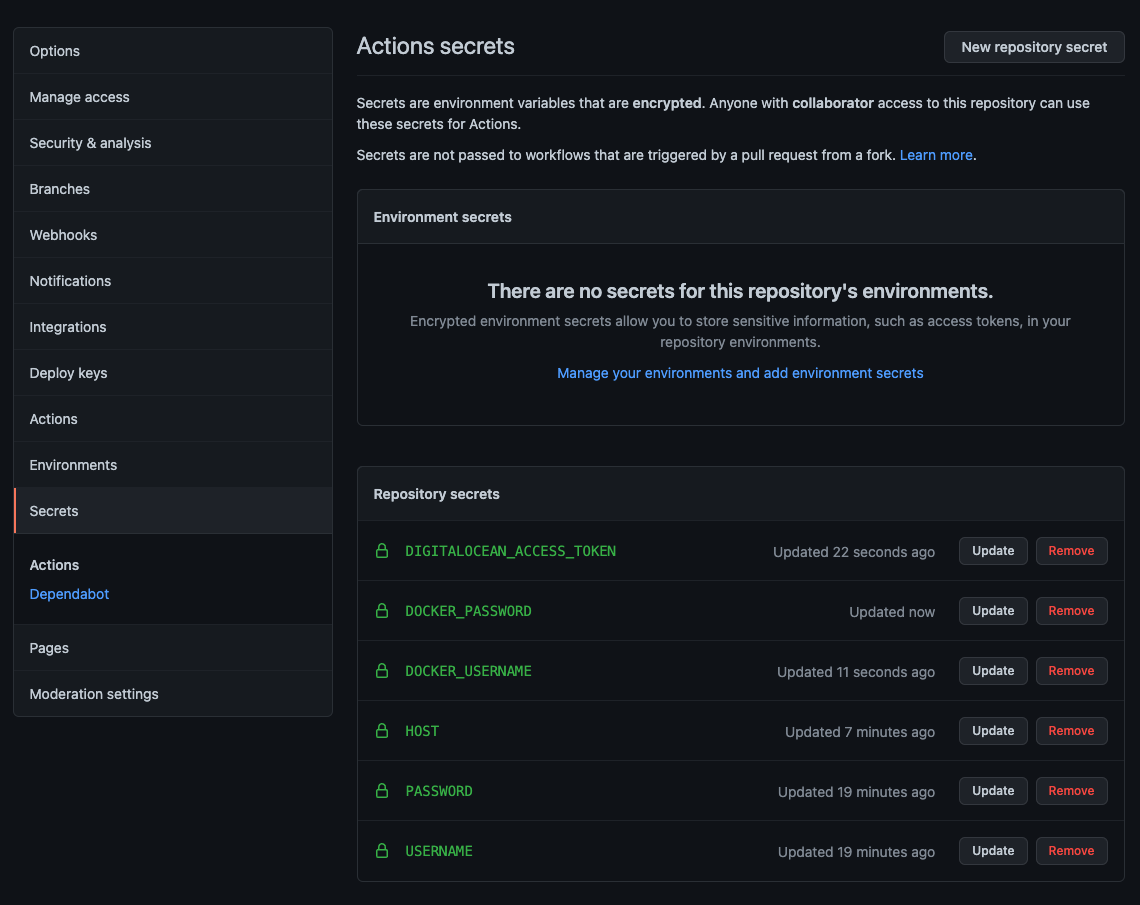 Options
Manage access
Security & analysis
Branches
Webhooks
Notifications
Integrations
Deploy keys
Actions
Environments
Secrets
Actions
Dependabot
Pages
Moderation settings
Actions secrets
New repository secret
Secrets are environment variables that are encrypted. Anyone with collaborator access to this repository can use
these secrets for Actions.
Secrets are not passed to workflows that are triggered by a pull request from a fork. Learn more.
Environment secrets
There are no secrets for this repository's environments.
Encrypted environment secrets allow you to store sensitive information, such as access tokens, in your
repository environments.
Manage your environments and add environment secrets
Repository secrets
DIGITALOCEAN_ACCESS_TOKEN Updated 22 seconds ago Update Remove
DOCKER_PASSWORD Updated now Update Remove
DOCKER_USERNAME Updated 11 seconds ago Update Remove
HOST Updated 7 minutes ago Update Remove
PASSWORD Updated 19 minutes ago Update Remove
USERNAME Updated 19 minutes ago Update Remove